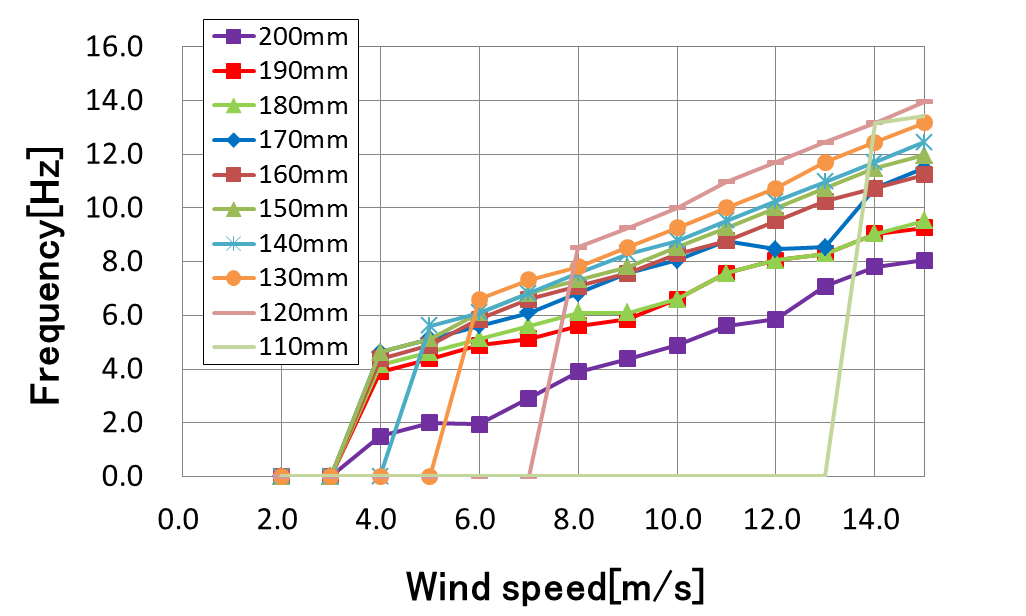 200mm
190mm
180mm
170mm
160mm
150mm
140mm
130mm
120mm
110mm
16.0
14.0
12.0
10.0
8.0
6.0
4.0
2.0
0.0
Frequency[Hz]
0.0 2.0 4.0 6.0 8.0 10.0 12.0 14.0
Wind speed[m/s]